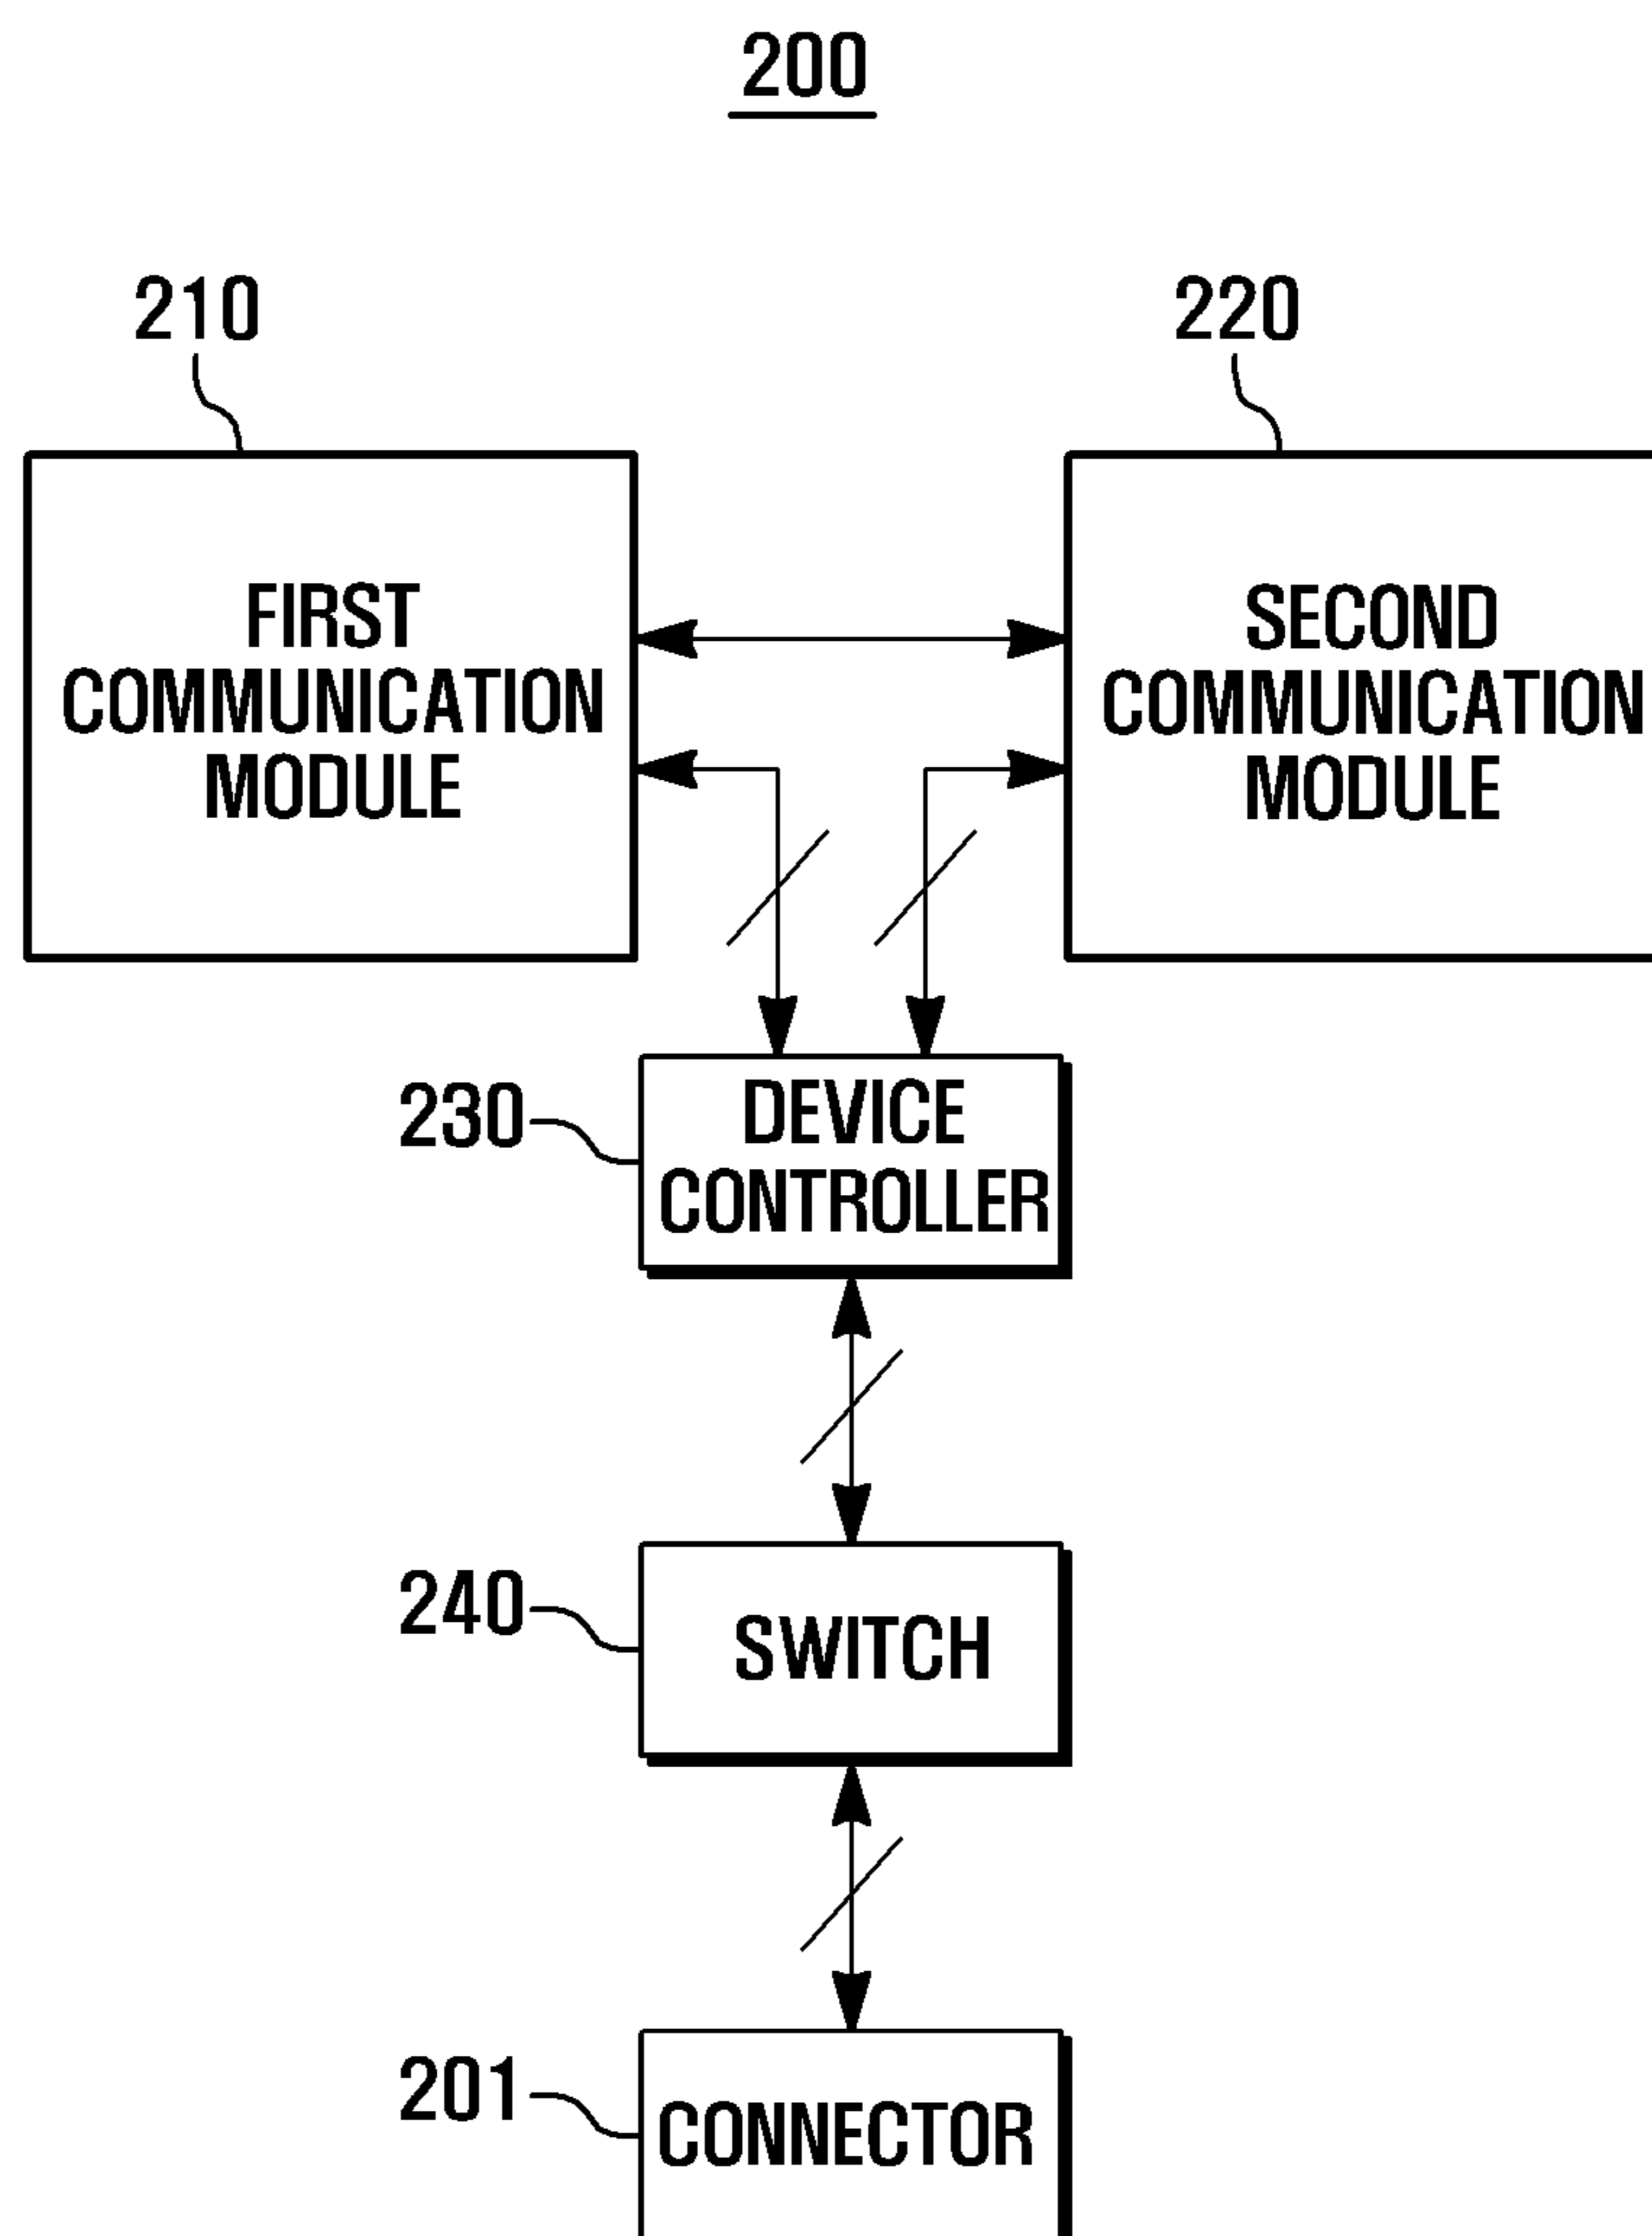 200
210
220
FIRST
COMMUNICATION
MODULE
SECOND
COMMUNICATION
MODULE
230
DEVICE
CONTROLLER
240
SWITCH
201
CONNECTOR